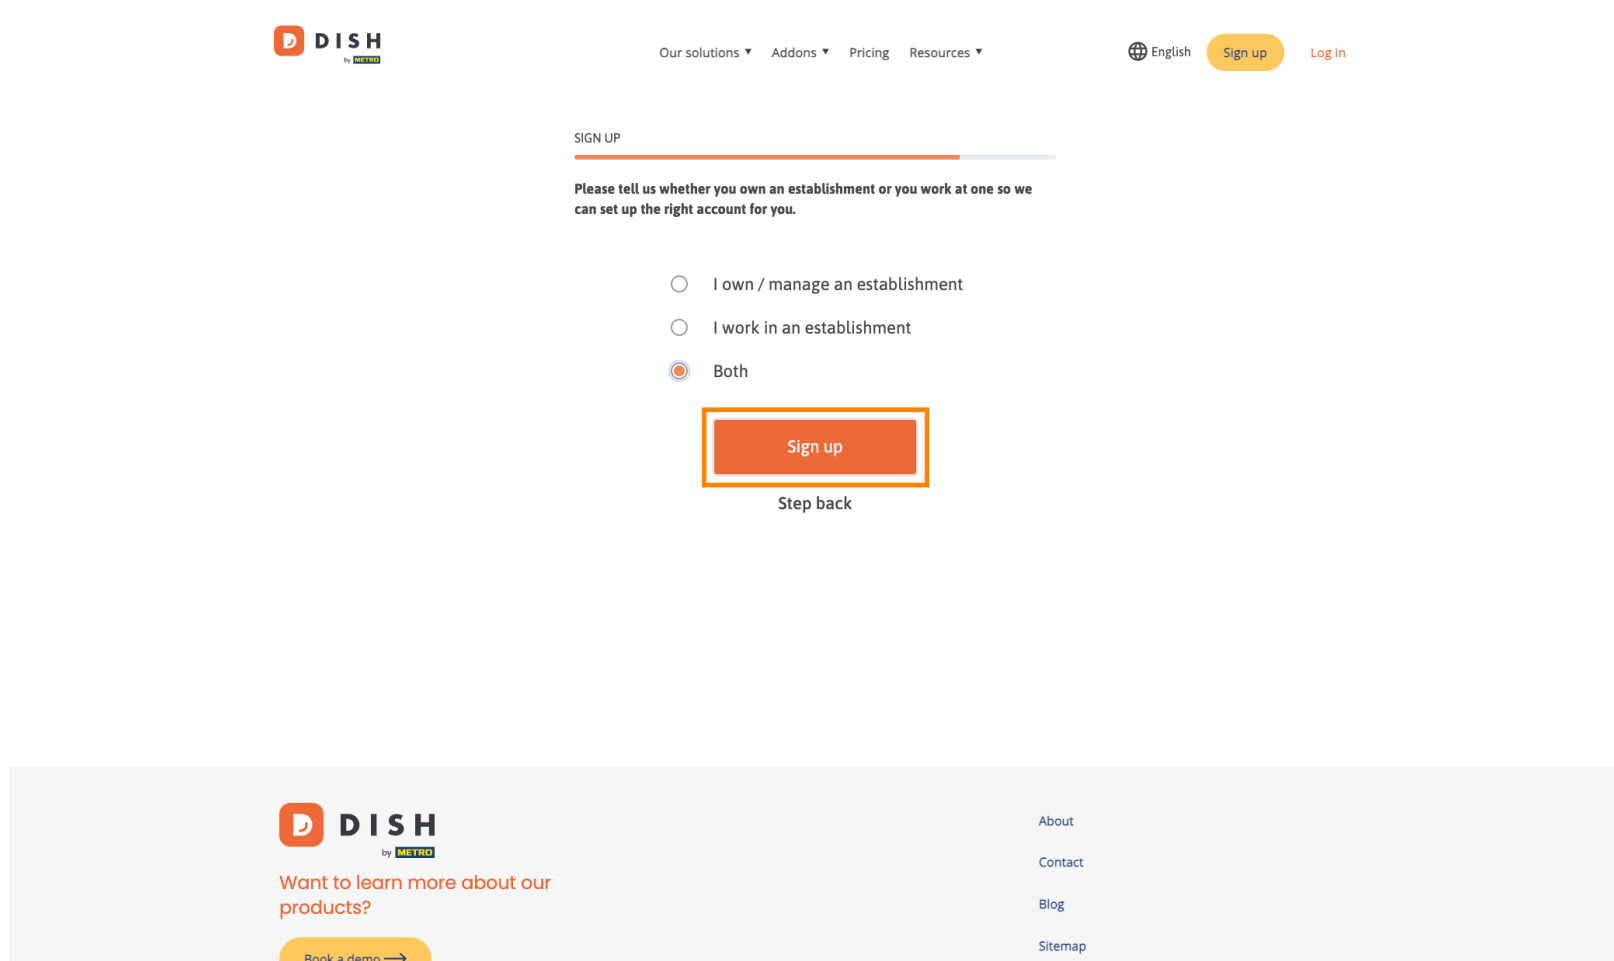 DISH
by METRO
Our solutions ▼ Addons ▼ Pricing Resources ▼
English Sign up Log in
SIGN UP
Please tell us whether you own an establishment or you work at one so we
can set up the right account for you.
I own / manage an establishment
I work in an establishment
Both
Sign up
Step back
DISH
by METRO
Want to learn more about our
products?
Book a demo
About
Contact
Blog
Sitemap